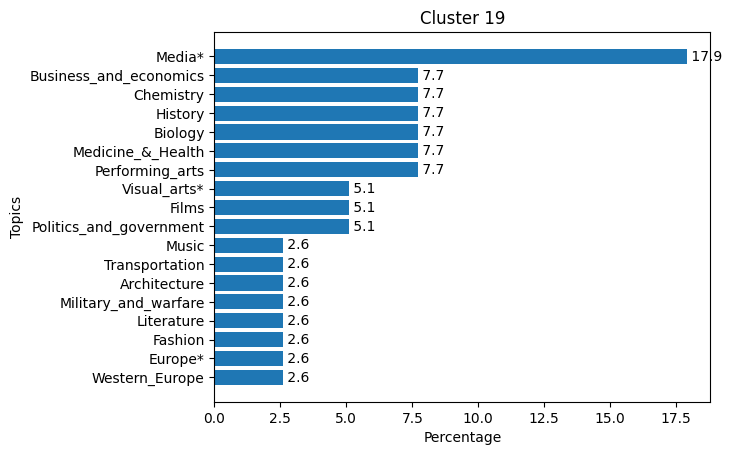 Cluster 19
Topics
Media* 17.9
Business_and_economics 7.7
Chemistry 7.7
History 7.7
Biology 7.7
Medicine_&_Health 7.7
Performing_arts 7.7
Visual_arts* 5.1
Films 5.1
Politics_and_government 5.1
Music 2.6
Transportation 2.6
Architecture 2.6
Military_and_warfare 2.6
Literature 2.6
Fashion 2.6
Europe* 2.6
Western_Europe 2.6
0.0 2.5 5.0 7.5 10.0 12.5 15.0 17.5
Percentage